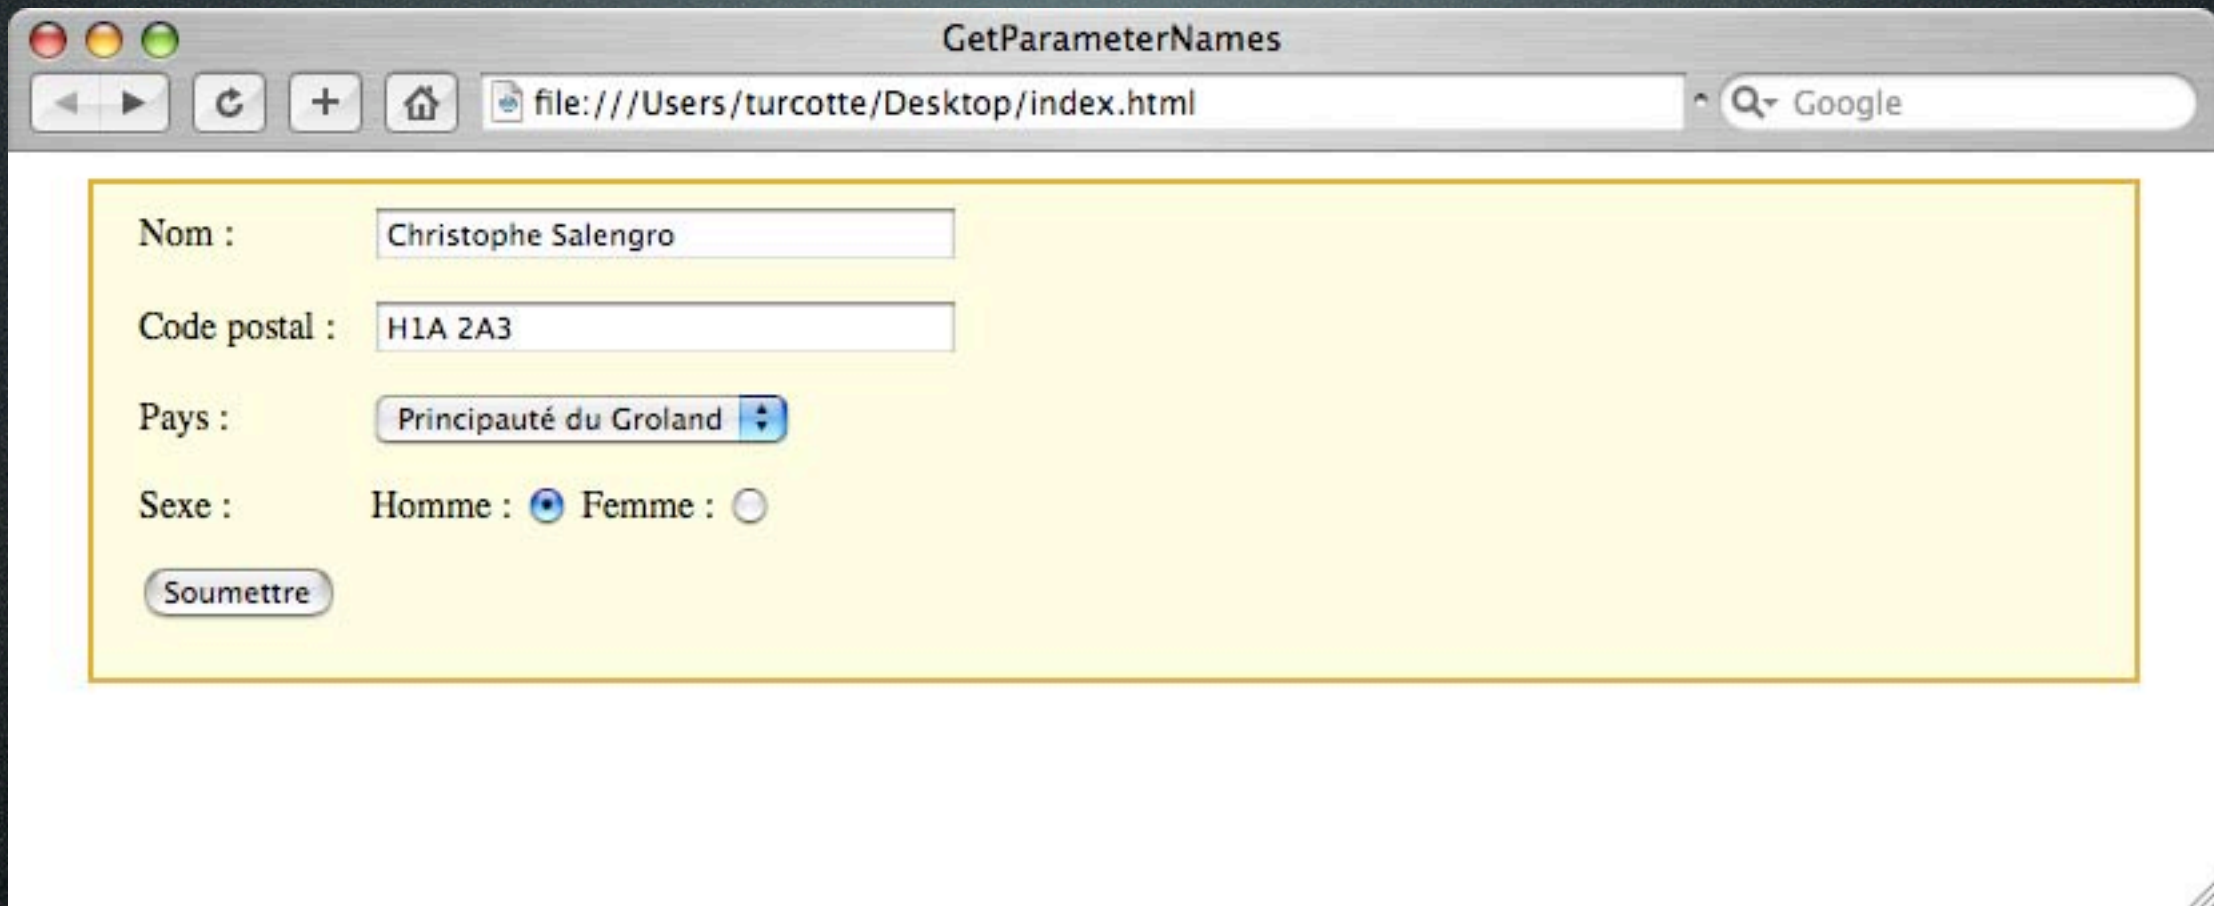 GetParameterNames
file:///Users/turcotte/Desktop/index.html Google
Nom : Christophe Salengro
Code postal : H1A 2A3
Pays : Principauté du Groland
Sexe : Homme : Femme :
Soumettre